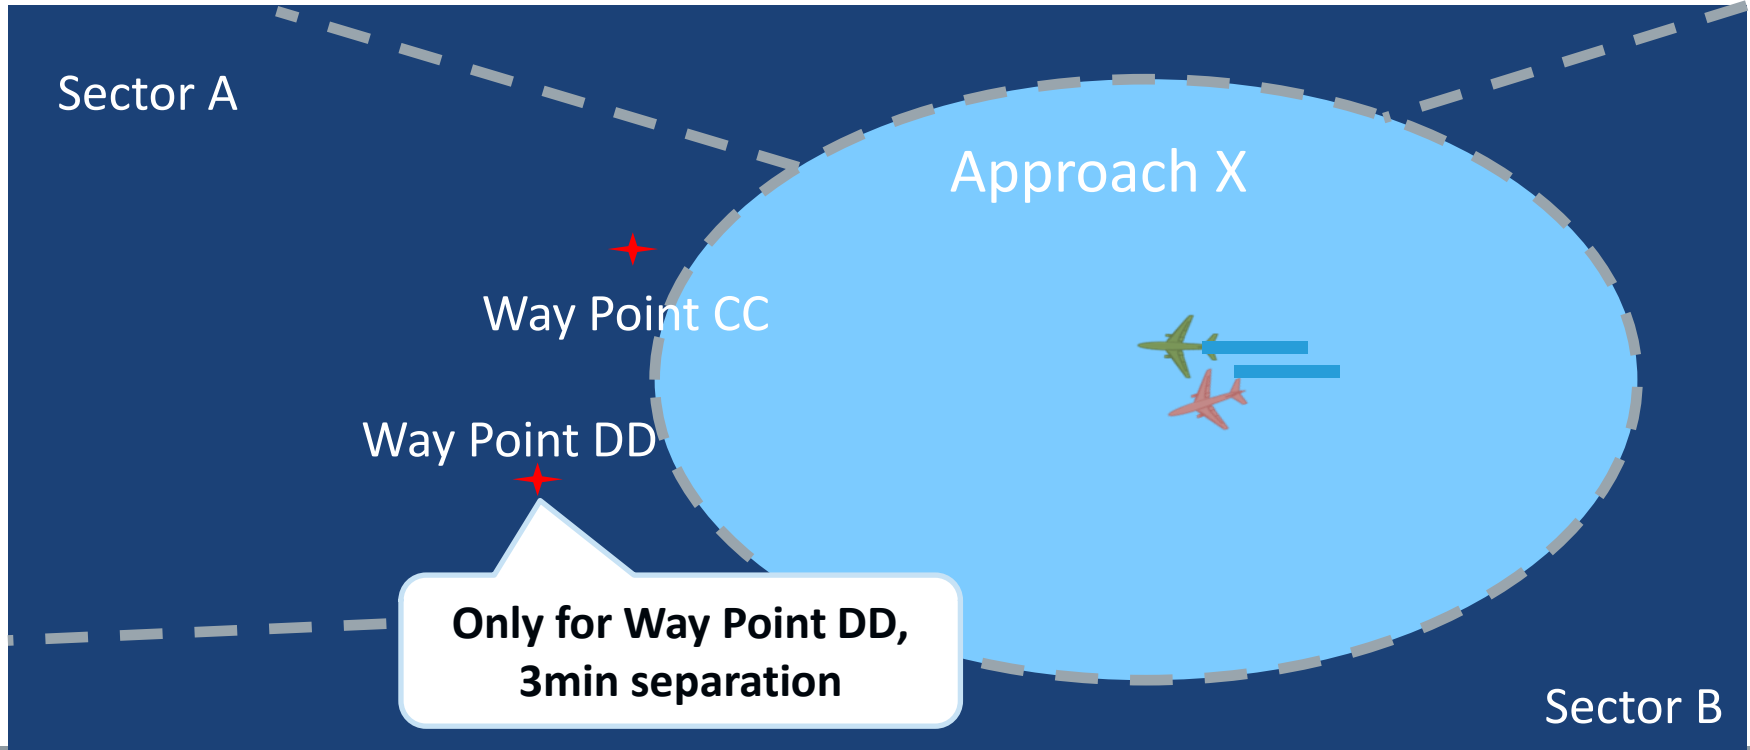 Sector A
Approach X
Way Point CC
Way Point DD
Only for Way Point DD,
3min separation
Sector B